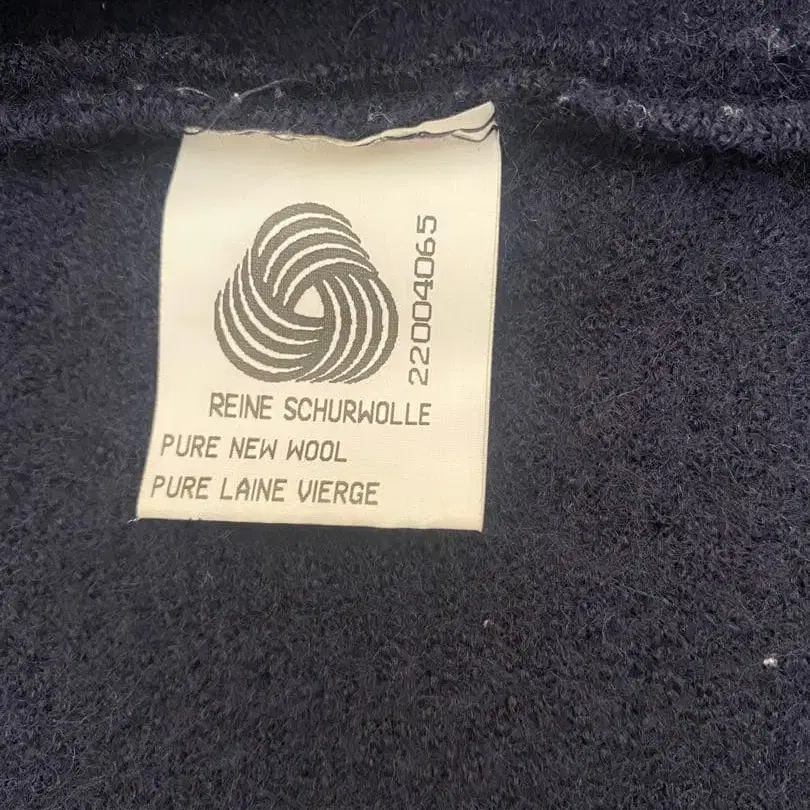 22004065
REINE SCHURWOLLE
PURE NEW WOOL
PURE LAINE VIERGE